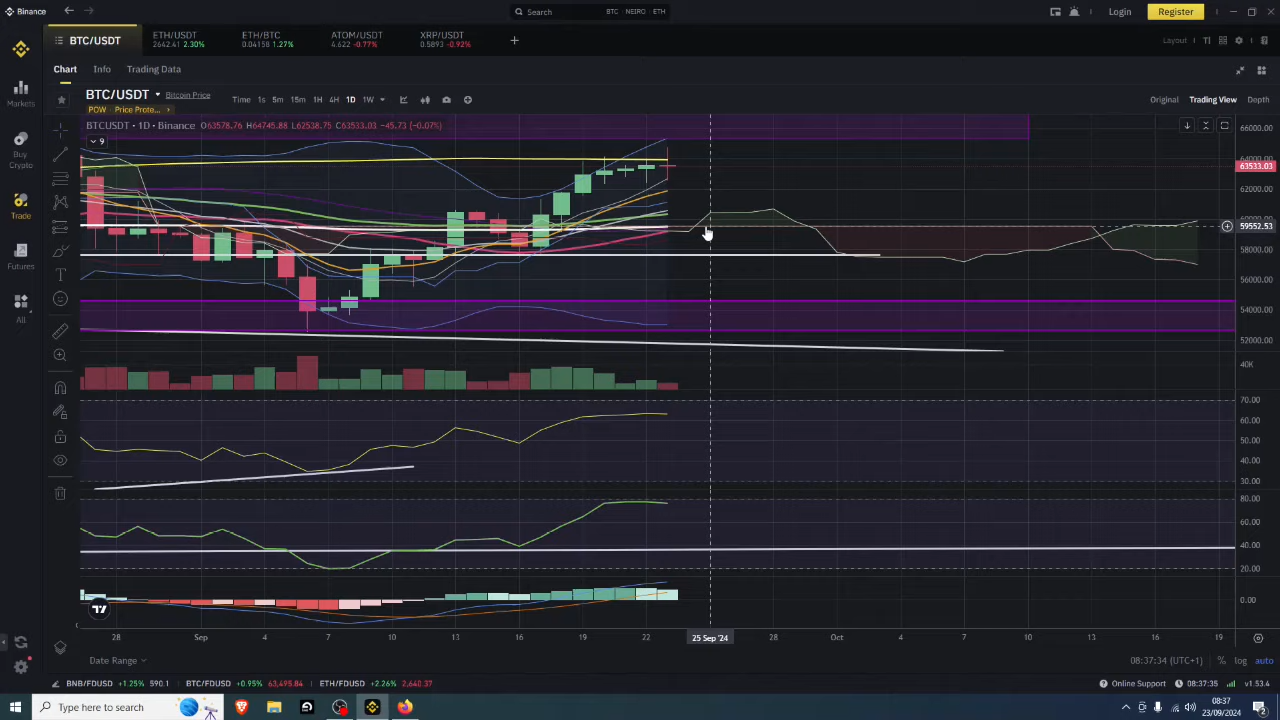 Binance
Search BTC / NEIRO / ETH
Login
Register
BTC/USDT
ETH/USDT
2642.41 2.30%
ETH/BTC
0.04158 1.27%
ATOM/USDT
4.622 -0.77%
XRP/USDT
0.5893 -0.92%
Layout
Chart Info Trading Data
Markets
Buy
Crypto
Trade
Futures
All
BTC/USDT Bitcoin Price
POW Price Prote...
Time 1s 5m 15m 1H 4H 1D 1W
Original Trading View Depth
BTCUSDT · 1D · Binance O63578.76 H64745.88 L62538.75 C63533.03 -45.73 (-0.07%)
9
66000.00
64000.00
63533.03
62000.00
60000.00
59552.53
58000.00
56000.00
54000.00
52000.00
40K
70.00
60.00
50.00
40.00
30.00
80.00
60.00
40.00
20.00
0.00
28 Sep 4 7 10 13 16 19 22 25 Sep '24 28 Oct 4 7 10 13 16 19
Date Range
08:37:34 (UTC+1) % log auto
BNB/FDUSD +1.25% 590.1 BTC/FDUSD +0.95% 63,495.84 ETH/FDUSD +2.26% 2,640.37
Online Support 08:37:35 v1.53.4
Type here to search
08:37
23/09/2024
2